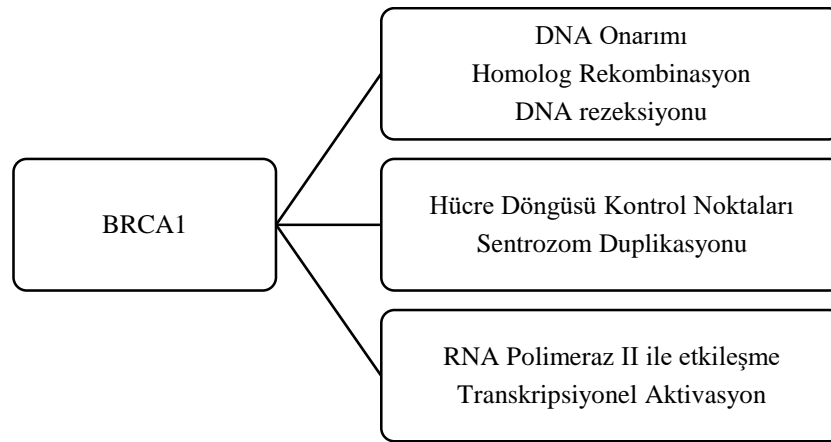 BRCA1
DNA Onarımı
Homolog Rekombinasyon
DNA rezeksiyonu
Hücre Döngüsü Kontrol Noktaları
Sentrozom Duplikasyonu
RNA Polimeraz II ile etkileşme
Transkripsiyonel Aktivasyon